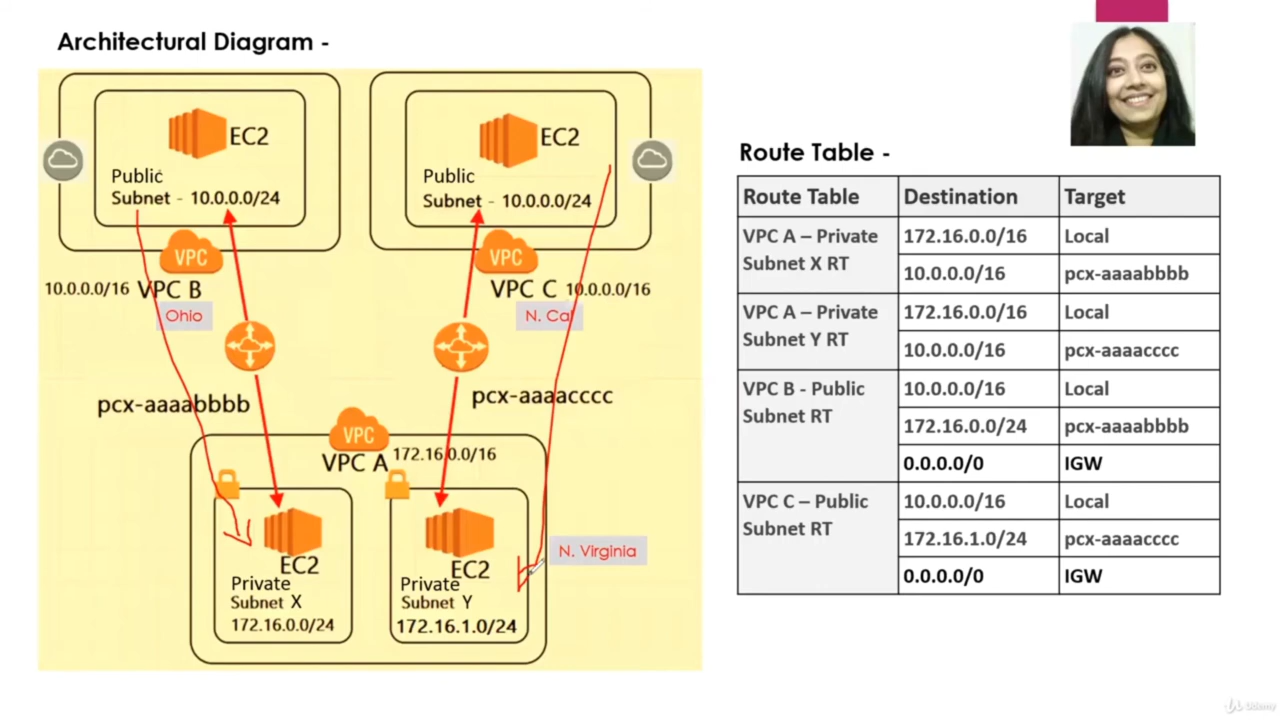 Architectural Diagram -
EC2
Public
Subnet - 10.0.0.0/24
VPC
10.0.0.0/16 VPC B
Ohio
EC2
Public
Subnet - 10.0.0.0/24
VPC
VPC C 10.0.0.0/16
N. Cal
pcx-aaaabbbb
pcx-aaaacccc
VPC
VPC A 172.16.0.0/16
EC2
Private
Subnet X
172.16.0.0/24
EC2
Private
Subnet Y
172.16.1.0/24
N. Virginia
Route Table -
Route Table Destination Target
VPC A – Private Subnet X RT
172.16.0.0/16 Local
10.0.0.0/16 pcx-aaaabbbb
VPC A – Private Subnet Y RT
172.16.0.0/16 Local
10.0.0.0/16 pcx-aaaacccc
VPC B - Public Subnet RT
10.0.0.0/16 Local
172.16.0.0/24 pcx-aaaabbbb
0.0.0.0/0 IGW
VPC C – Public Subnet RT
10.0.0.0/16 Local
172.16.1.0/24 pcx-aaaacccc
0.0.0.0/0 IGW
Udemy